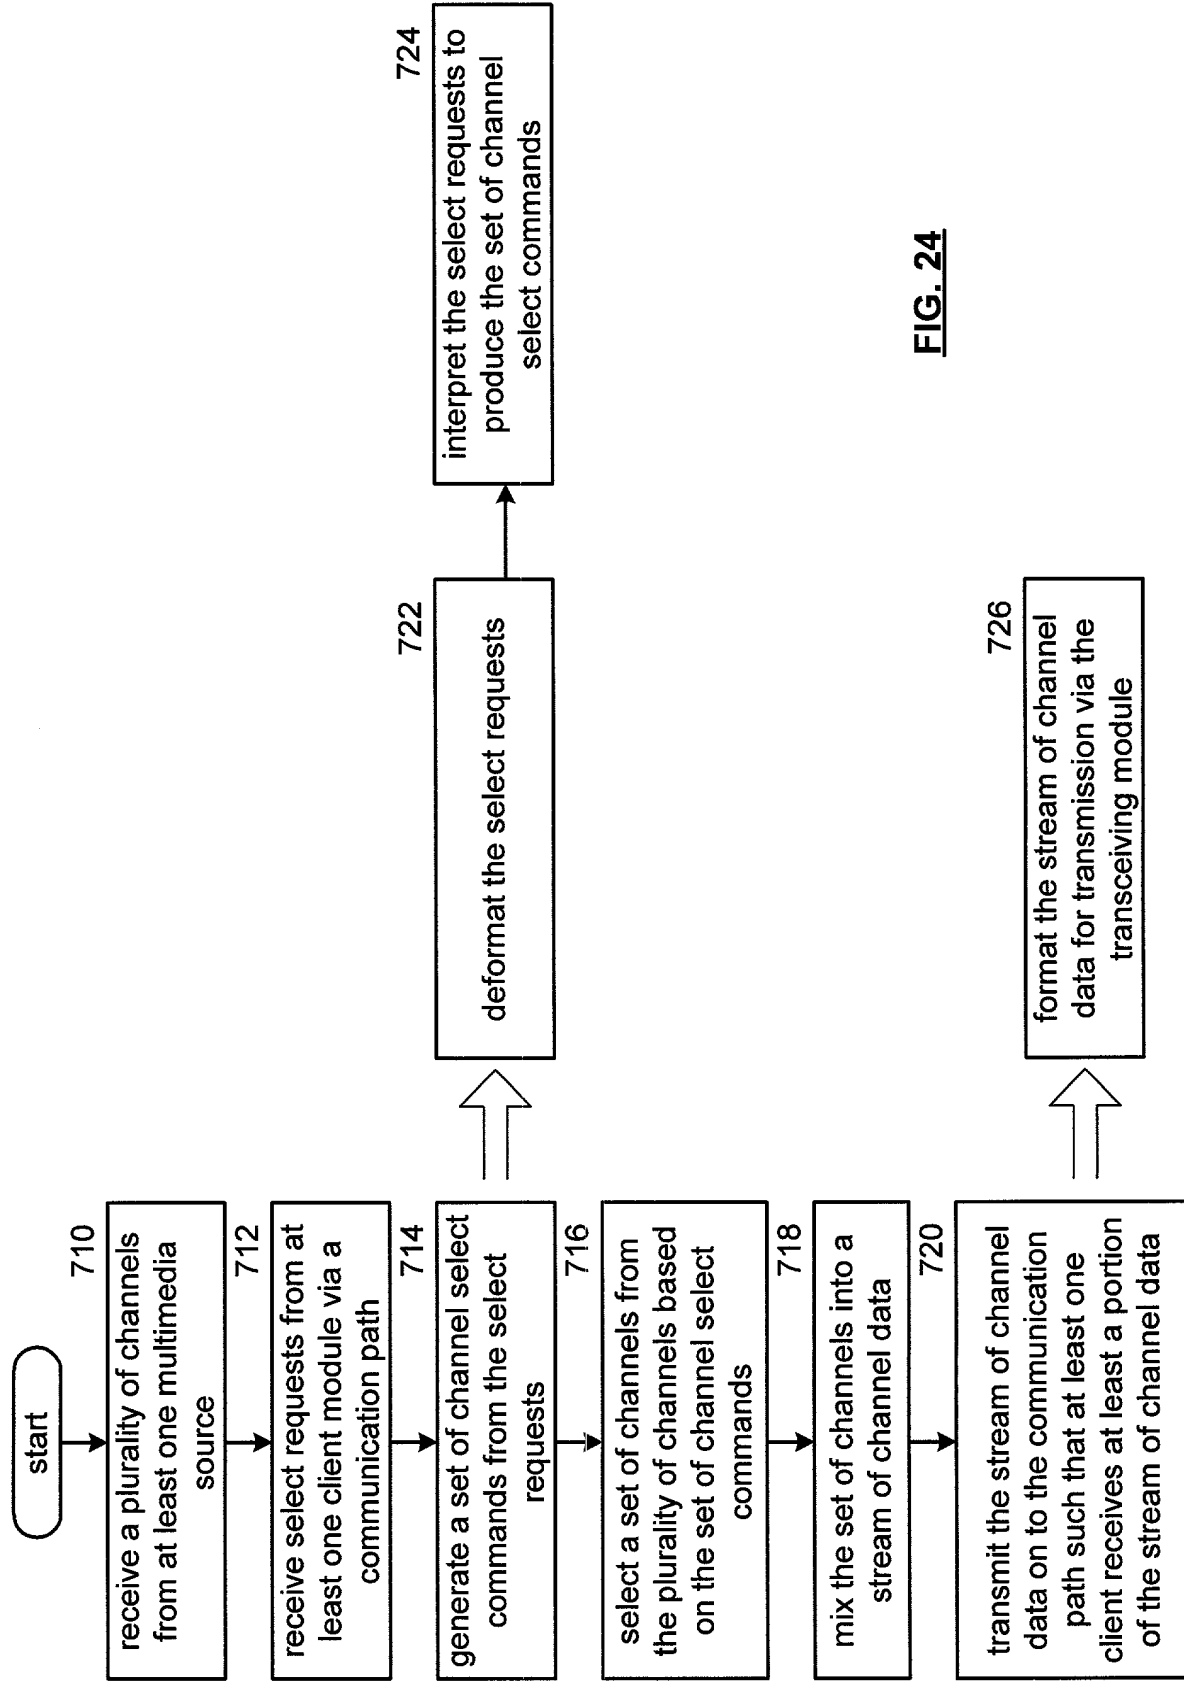 start
710
receive a plurality of channels
from at least one multimedia
source
712
receive select requests from at
least one client module via a
communication path
714
generate a set of channel select
commands from the select
requests
722
deformat the select requests
724
interpret the select requests to
produce the set of channel
select commands
716
select a set of channels from
the plurality of channels based
on the set of channel select
commands
718
mix the set of channels into a
stream of channel data
720
transmit the stream of channel
data on to the communication
path such that at least one
client receives at least a portion
of the stream of channel data
726
format the stream of channel
data for transmission via the
transceiving module
FIG. 24